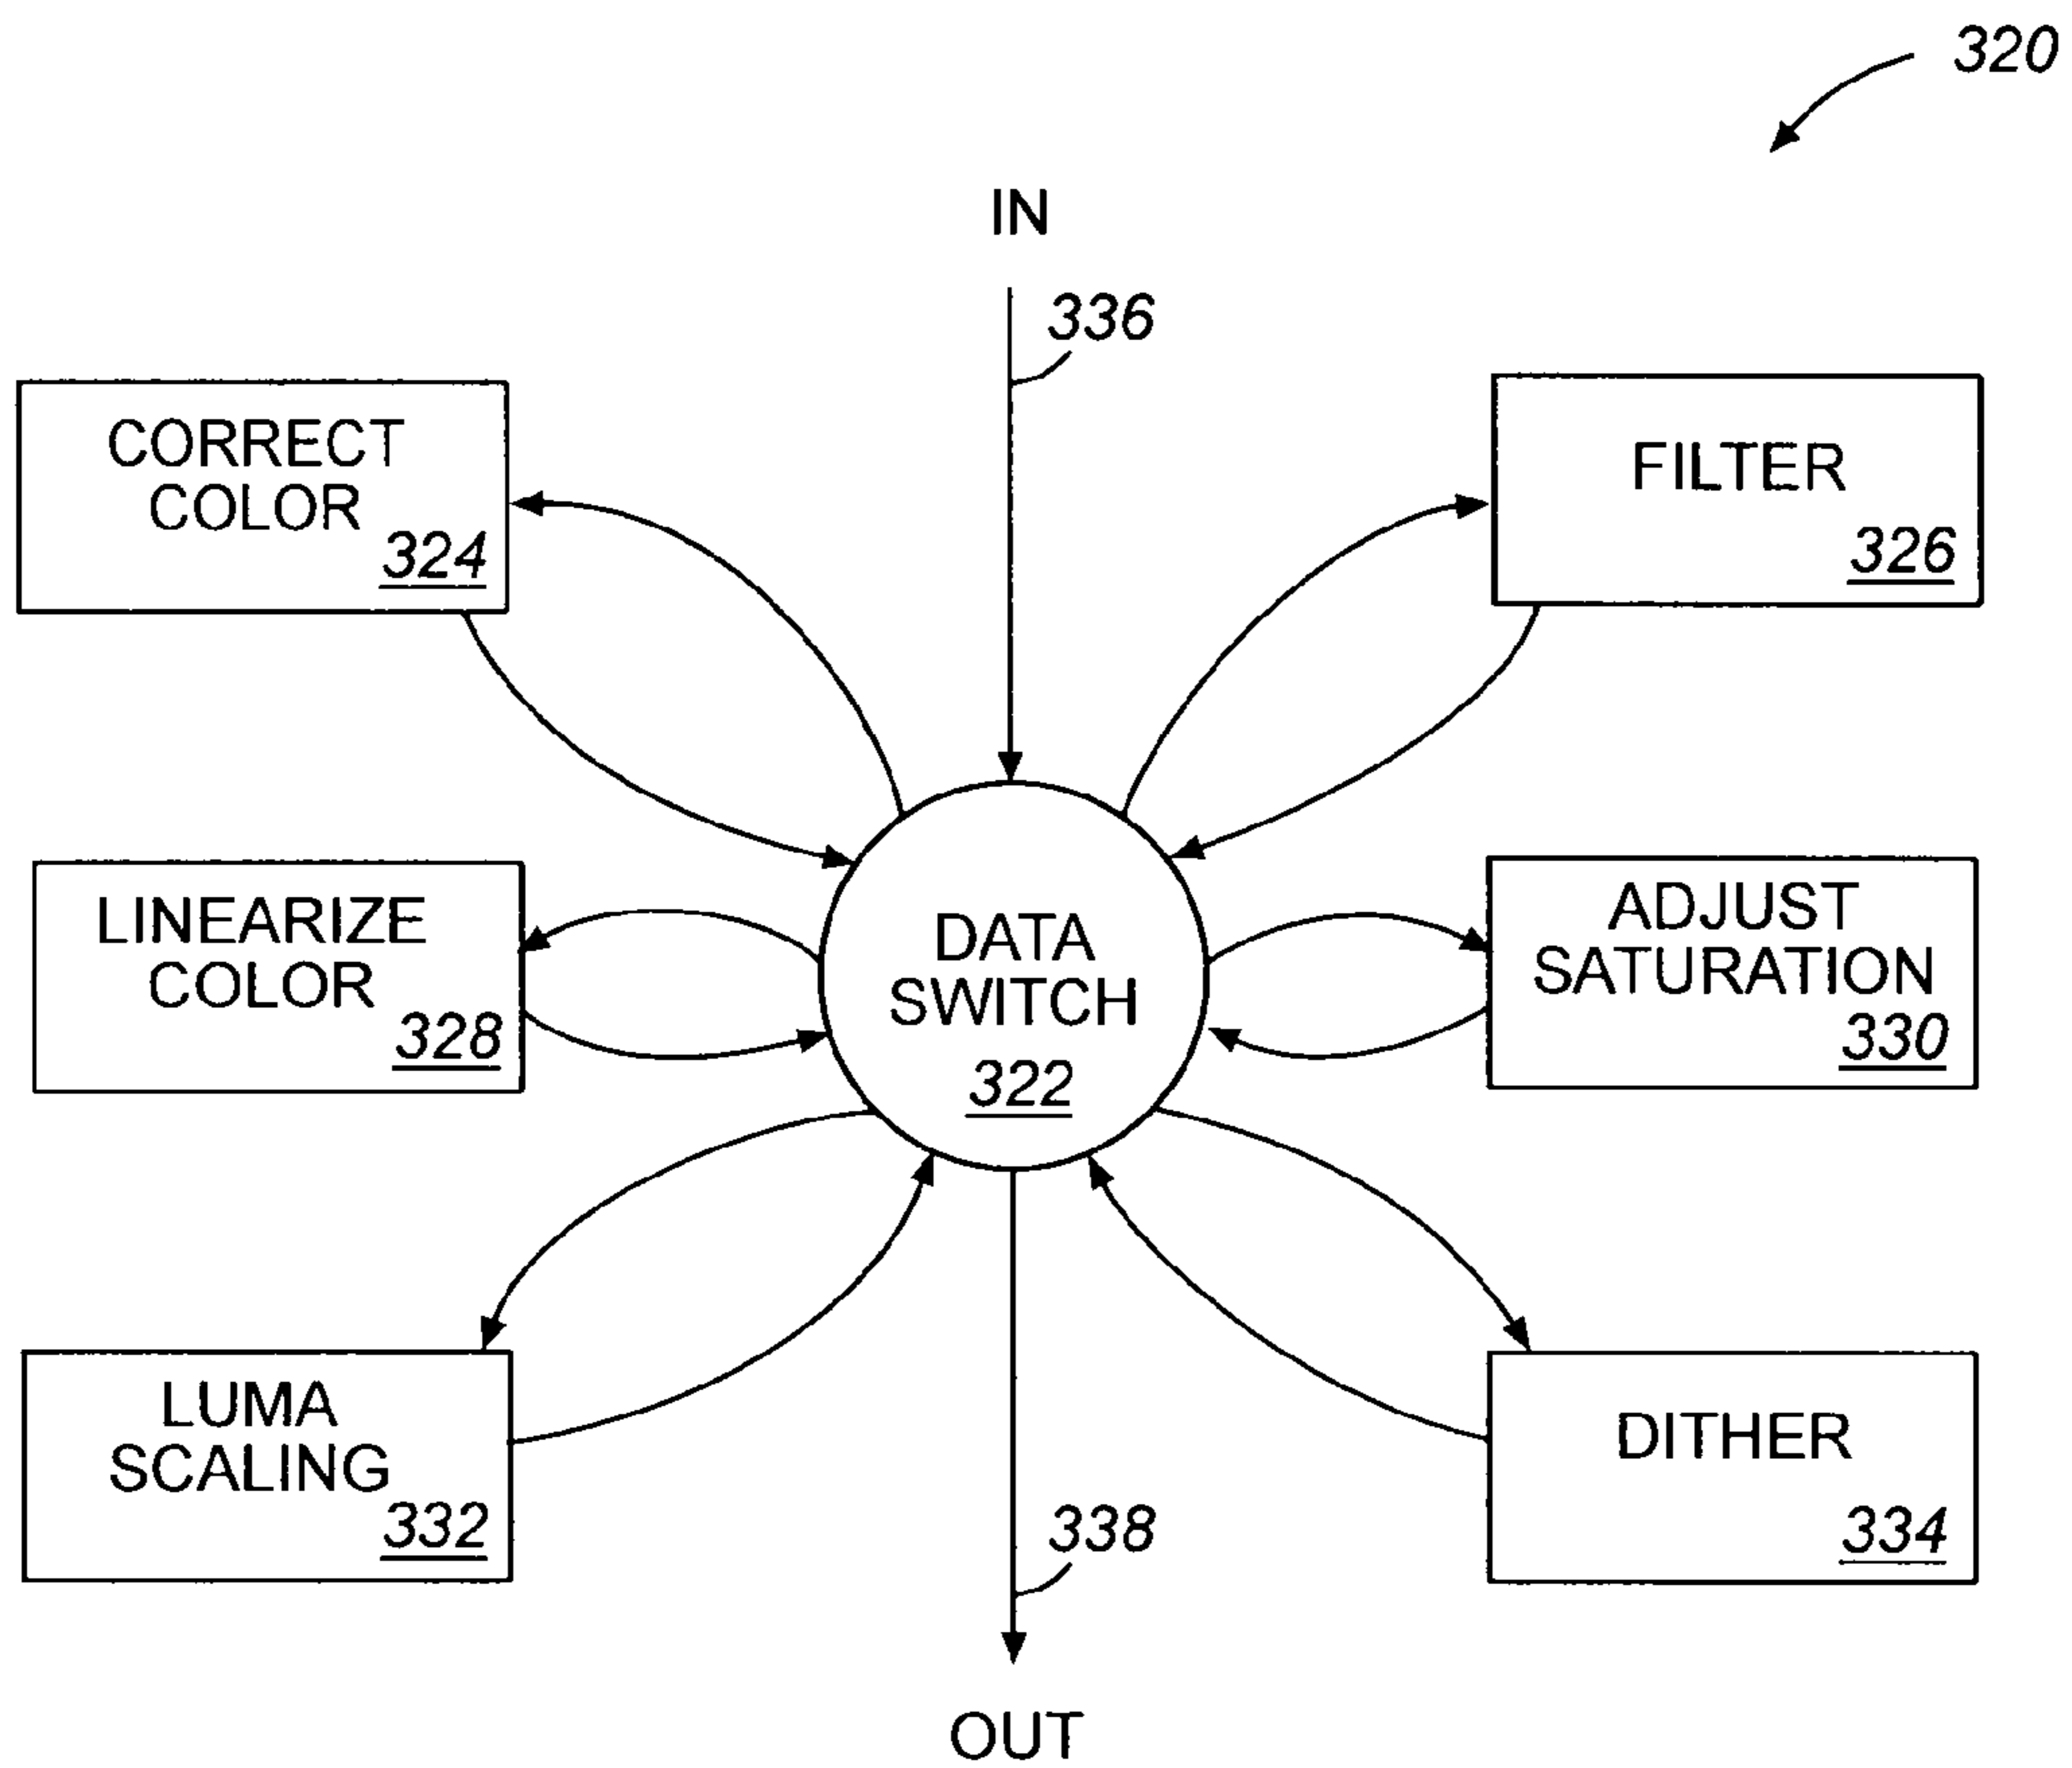 320
IN
336
CORRECT
COLOR
324
FILTER
326
LINEARIZE
COLOR
328
DATA
SWITCH
322
ADJUST
SATURATION
330
LUMA
SCALING
332
338
DITHER
334
OUT